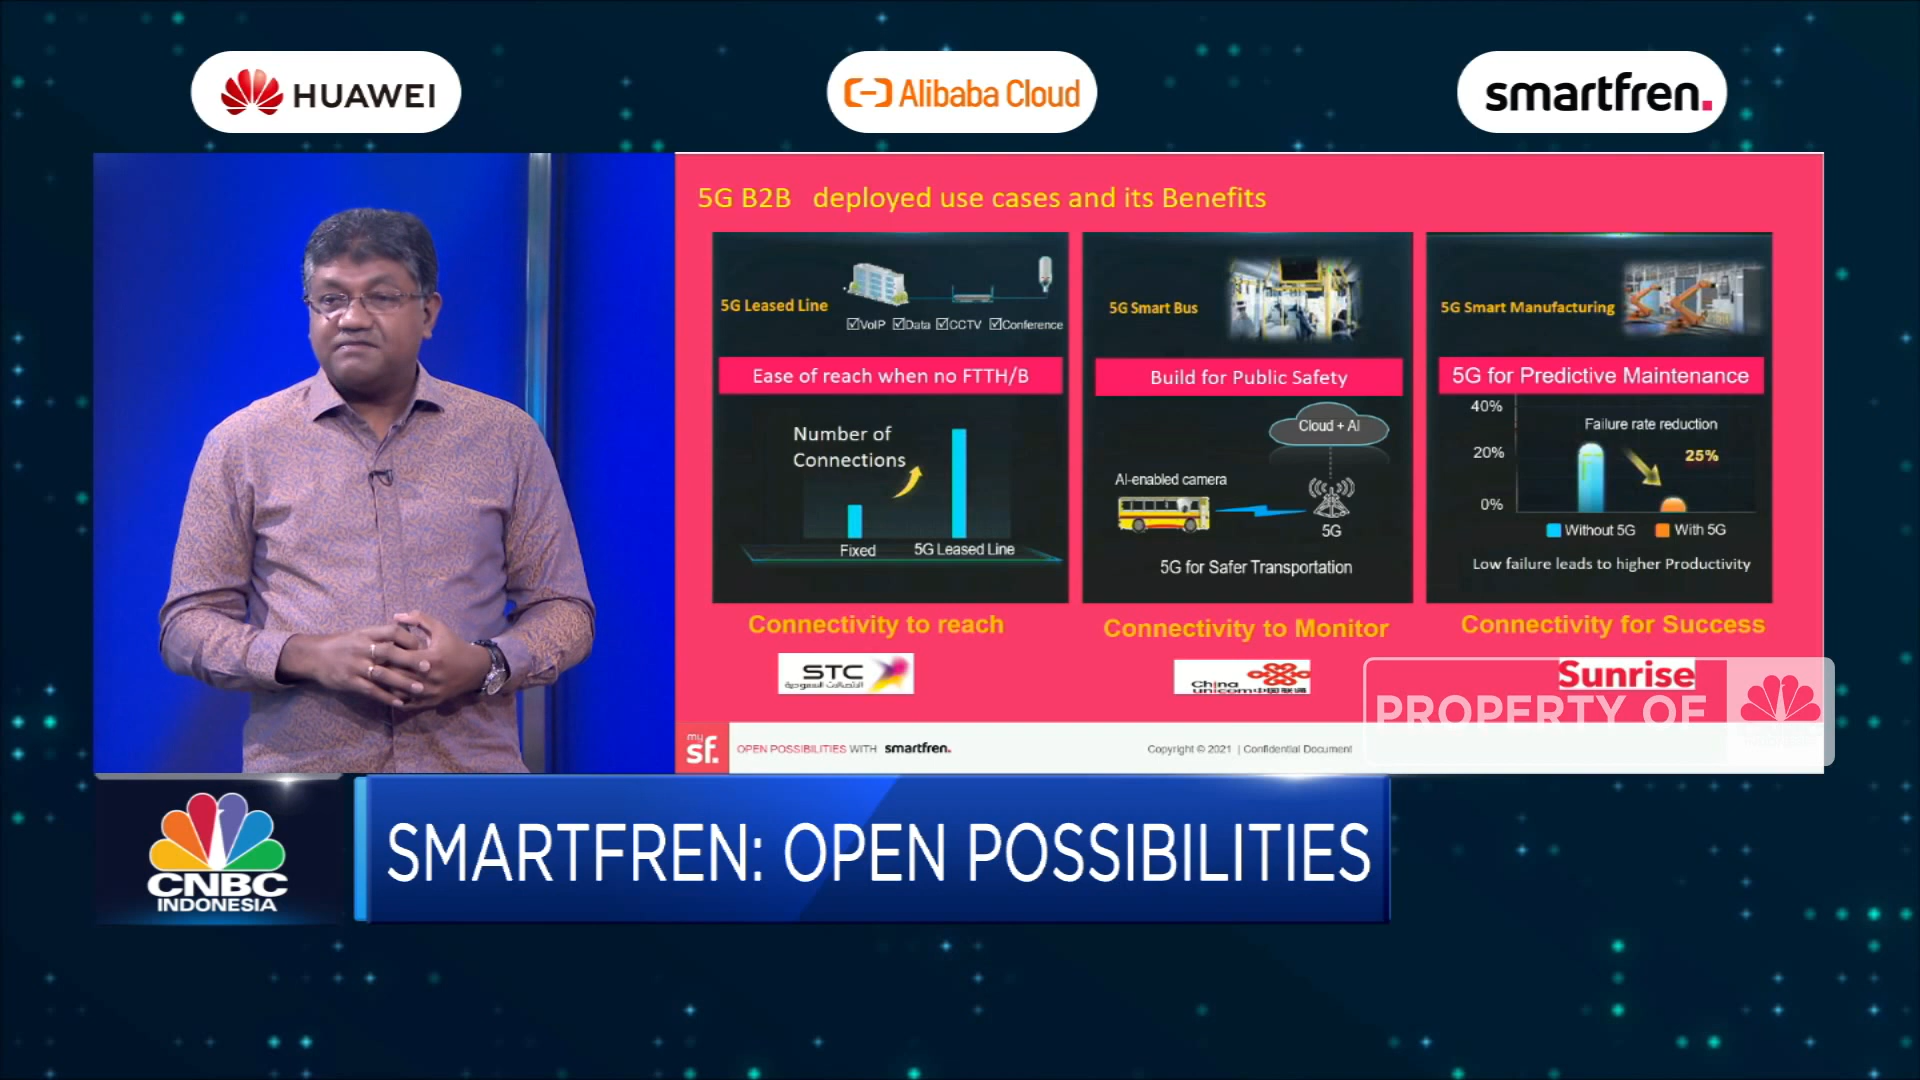 HUAWEI
Alibaba Cloud
smartfren.
5G B2B deployed use cases and its Benefits
5G Leased Line
☑VoIP ☑Data ☑CCTV ☑Conference
Ease of reach when no FTTH/B
Number of
Connections
Fixed
5G Leased Line
Connectivity to reach
STC
الاتصالات السعودية
5G Smart Bus
Build for Public Safety
Cloud + AI
AI-enabled camera
5G
5G for Safer Transportation
Connectivity to Monitor
China
unicom
5G Smart Manufacturing
5G for Predictive Maintenance
40%
Failure rate reduction
20%
25%
0%
Without 5G
With 5G
Low failure leads to higher Productivity
Connectivity for Success
Sunrise
PROPERTY OF
my
sf.
OPEN POSSIBILITIES WITH smartfren.
Copyright © 2021 | Confidential Document
CNBC
INDONESIA
SMARTFREN: OPEN POSSIBILITIES